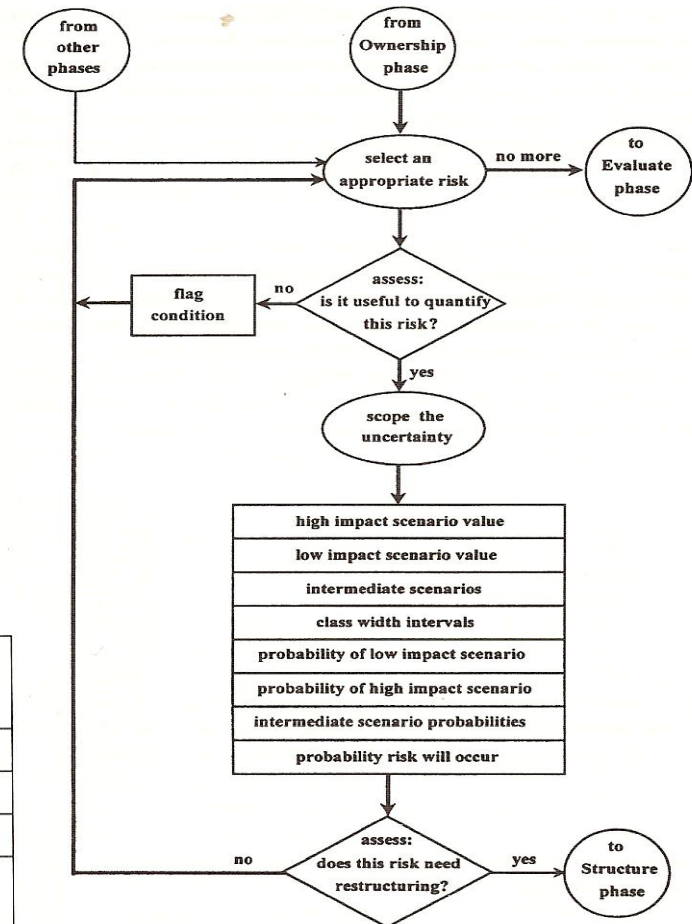 from
other
phases
from
Ownership
phase
select an
appropriate risk
no more
to
Evaluate
phase
flag
condition
no
assess:
is it useful to quantify
this risk?
yes
scope the
uncertainty
high impact scenario value
low impact scenario value
intermediate scenarios
class width intervals
probability of low impact scenario
probability of high impact scenario
intermediate scenario probabilities
probability risk will occur
no
assess:
does this risk need
restructuring?
yes
to
Structure
phase